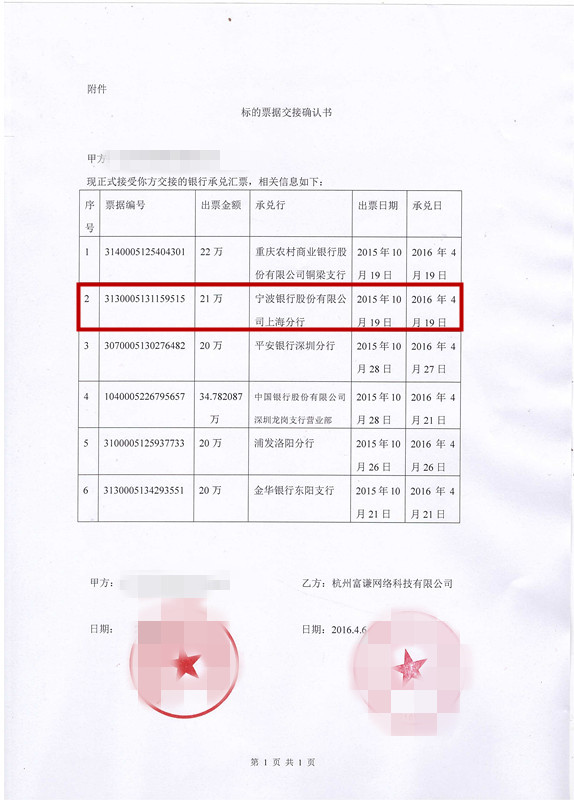 附件
标的票据交接确认书
甲方
现正式接受你方交接的银行承兑汇票，相关信息如下：
序号 票据编号 出票金额 承兑行 出票日期 承兑日
1 3140005125404301 22 万 重庆农村商业银行股份有限公司铜梁支行 2015 年 10 月 19 日 2016 年 4 月 19 日
2 3130005131159515 21 万 宁波银行股份有限公司上海分行 2015 年 10 月 19 日 2016 年 4 月 19 日
3 3070005130276482 20 万 平安银行深圳分行 2015 年 10 月 28 日 2016 年 4 月 27 日
4 1040005226795657 34.782087 万 中国银行股份有限公司深圳龙岗支行营业部 2015 年 10 月 28 日 2016 年 4 月 21 日
5 3100005125937733 20 万 浦发洛阳分行 2015 年 10 月 26 日 2016 年 4 月 26 日
6 3130005134293551 20 万 金华银行东阳支行 2015 年 10 月 21 日 2016 年 4 月 21 日
甲方： 乙方：杭州富谦网络科技有限公司
日期： 日期：2016.4.6
第 1 页 共 1 页